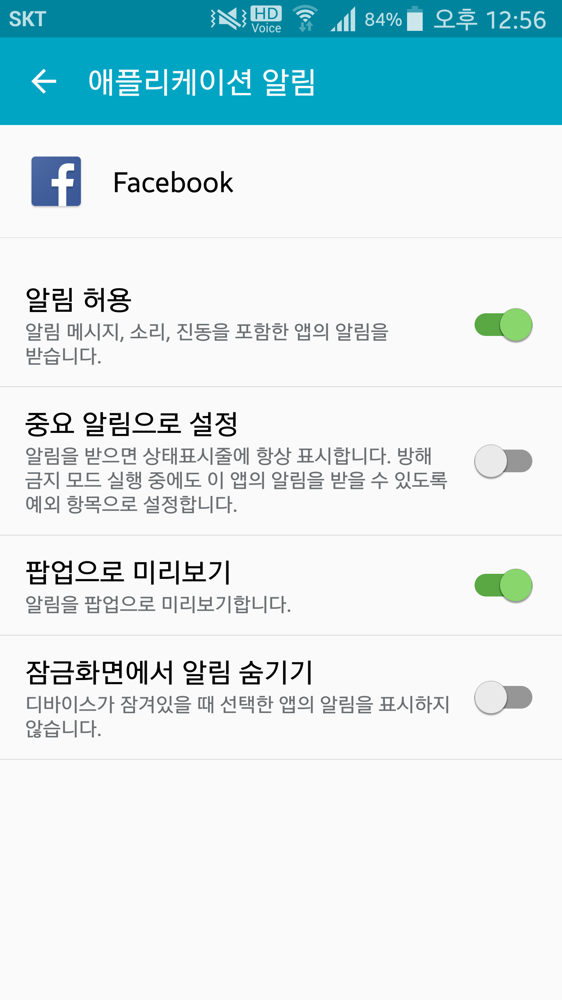 SKT HD Voice 84% 오후 12:56
애플리케이션 알림
Facebook
알림 허용
알림 메시지, 소리, 진동을 포함한 앱의 알림을
받습니다.
중요 알림으로 설정
알림을 받으면 상태표시줄에 항상 표시합니다. 방해
금지 모드 실행 중에도 이 앱의 알림을 받을 수 있도록
예외 항목으로 설정합니다.
팝업으로 미리보기
알림을 팝업으로 미리보기합니다.
잠금화면에서 알림 숨기기
디바이스가 잠겨있을 때 선택한 앱의 알림을 표시하지
않습니다.